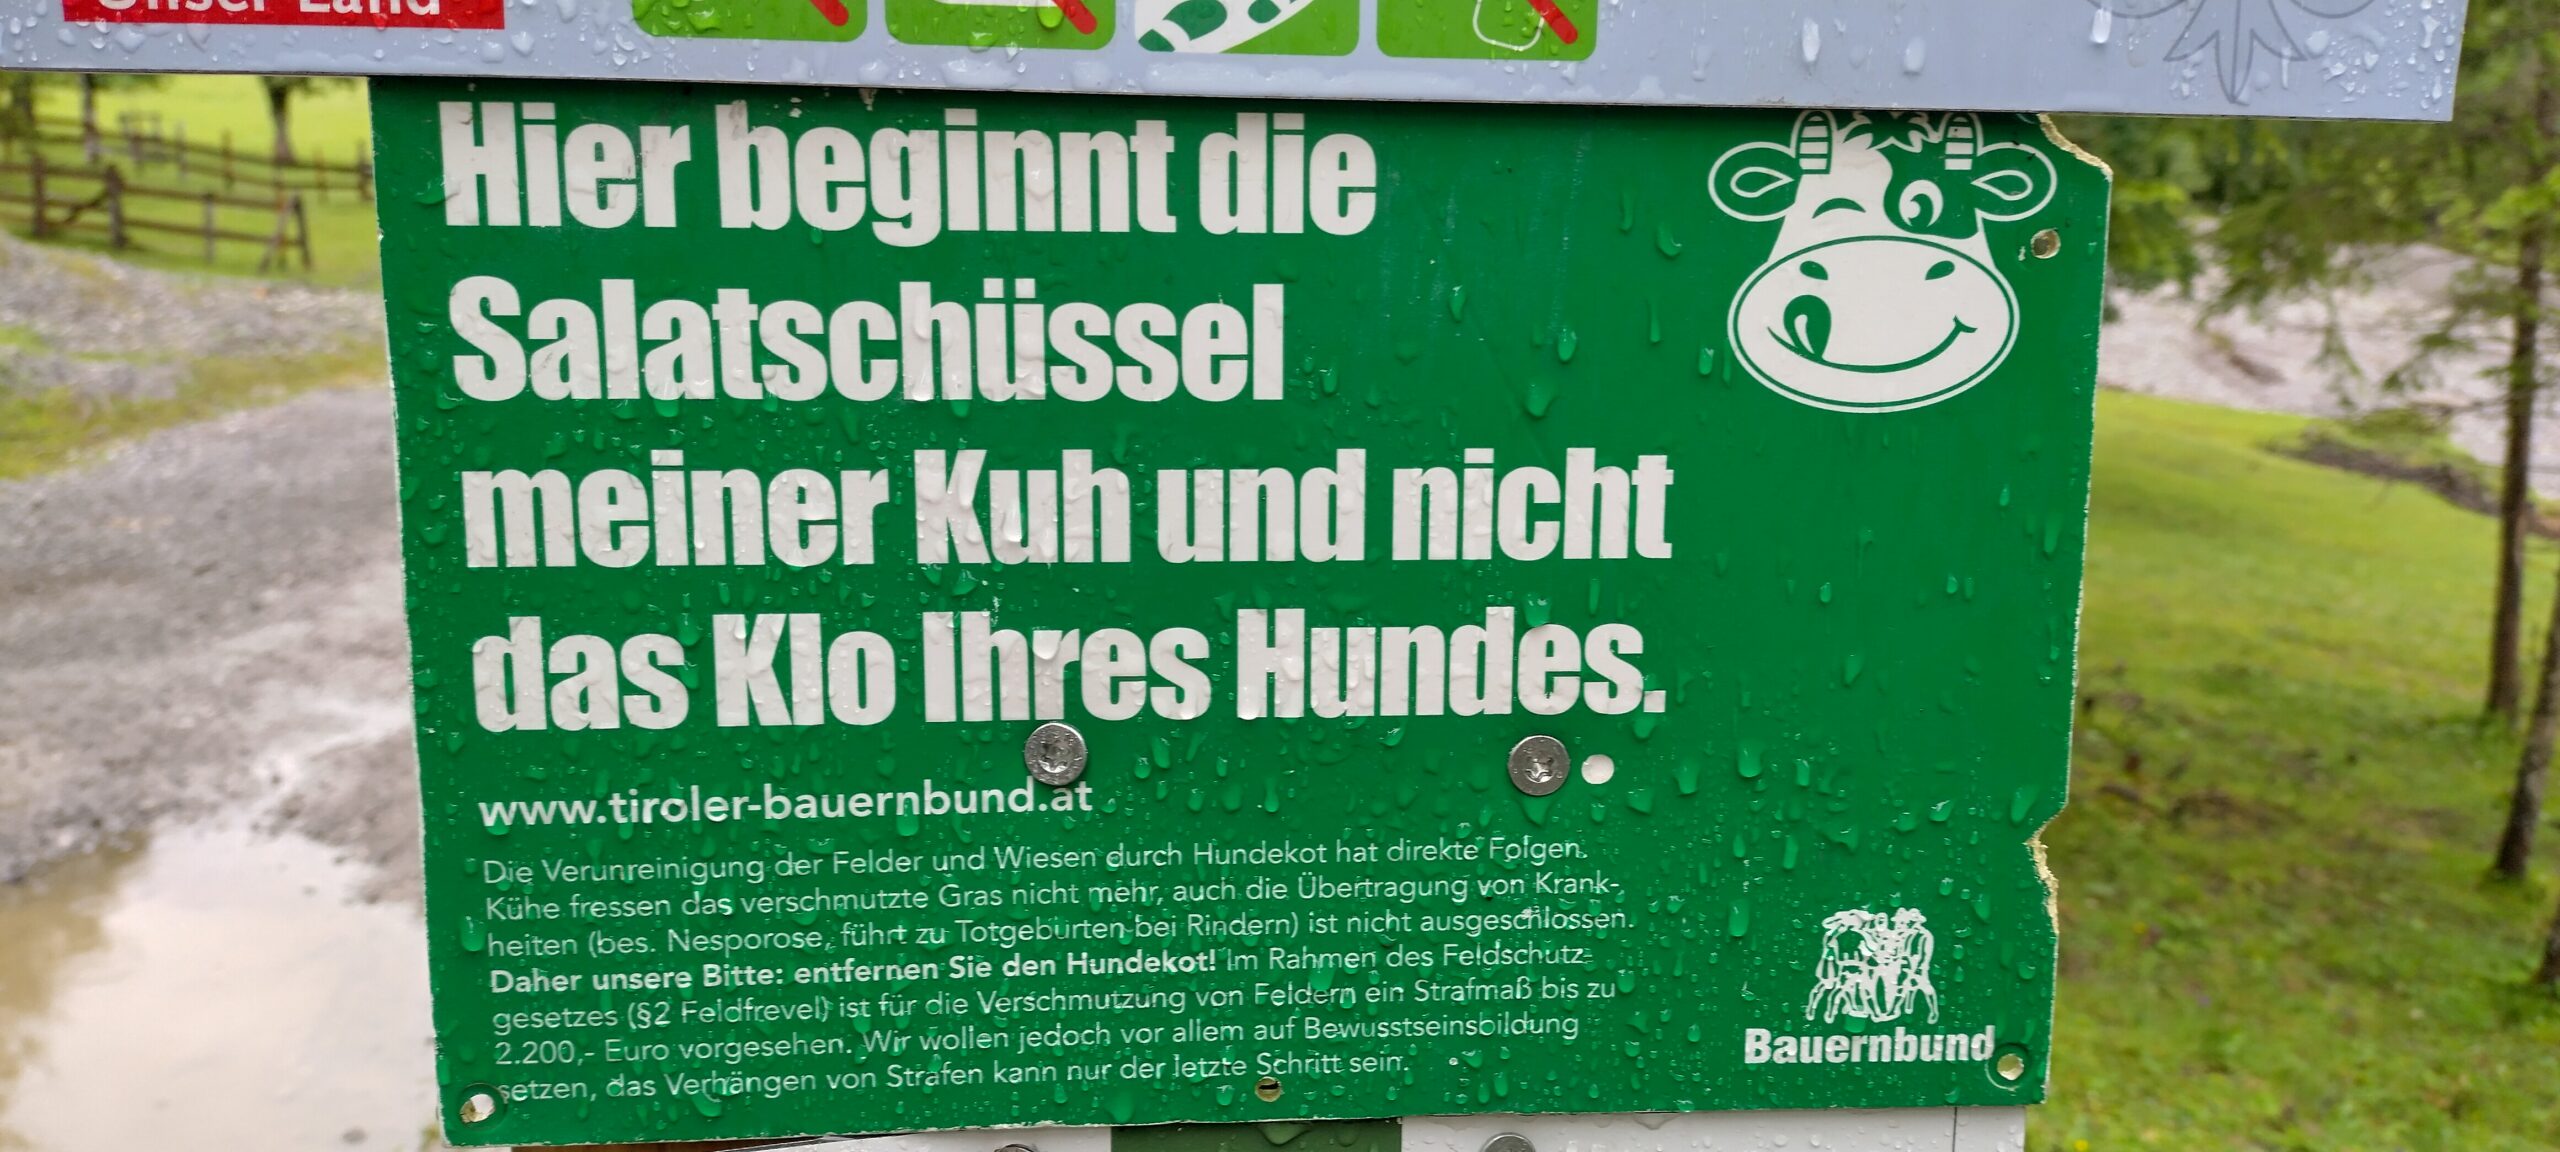 Unser Land
Hier beginnt die
Salatschüssel
meiner Kuh und nicht
das Klo Ihres Hundes.
www.tiroler-bauernbund.at
Die Verunreinigung der Felder und Wiesen durch Hundekot hat direkte Folgen.
Kühe fressen das verschmutzte Gras nicht mehr, auch die Übertragung von Krank-
heiten (bes. Nesporose, führt zu Totgeburten bei Rindern) ist nicht ausgeschlossen.
Daher unsere Bitte: entfernen Sie den Hundekot! Im Rahmen des Feldschutz-
gesetzes (§2 Feldfrevel) ist für die Verschmutzung von Feldern ein Strafmaß bis zu
2.200,- Euro vorgesehen. Wir wollen jedoch vor allem auf Bewusstseinsbildung
setzen, das Verhängen von Strafen kann nur der letzte Schritt sein.
Bauernbund